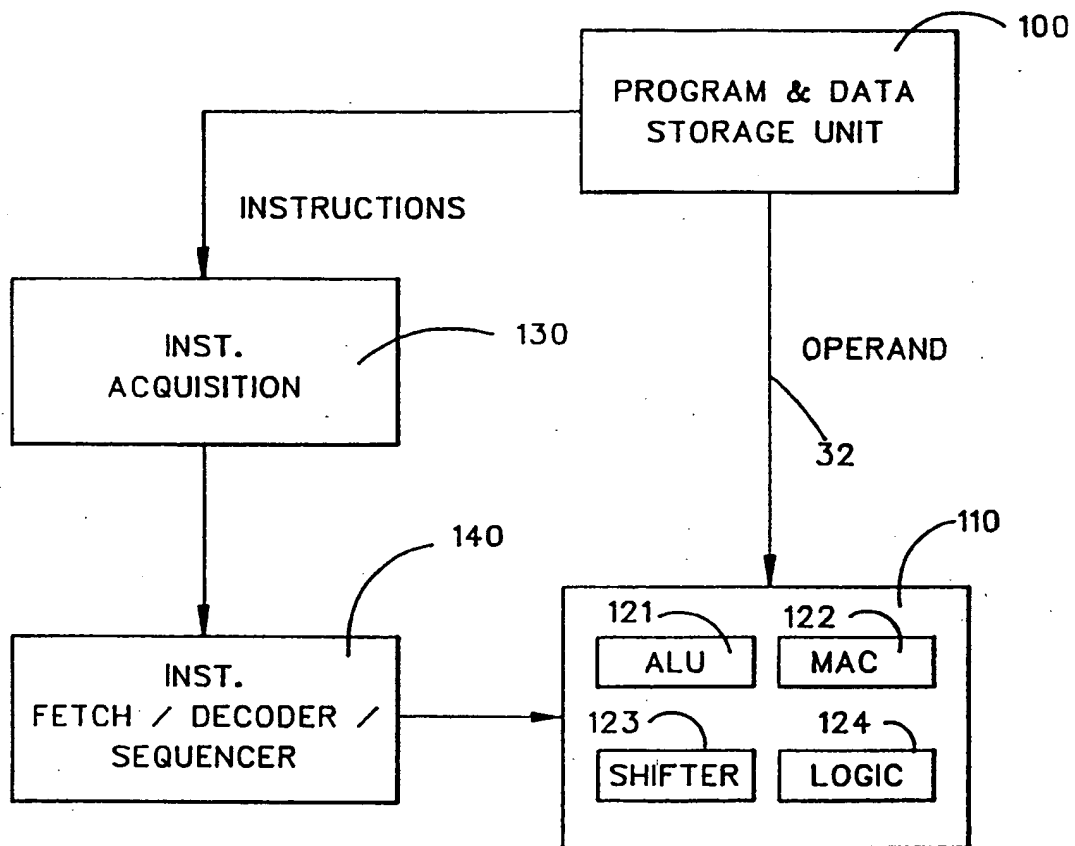 100
PROGRAM & DATA
STORAGE UNIT
INSTRUCTIONS
INST.
ACQUISITION
130
OPERAND
32
140
110
INST.
FETCH / DECODER /
SEQUENCER
121
122
ALU
MAC
123
124
SHIFTER
LOGIC